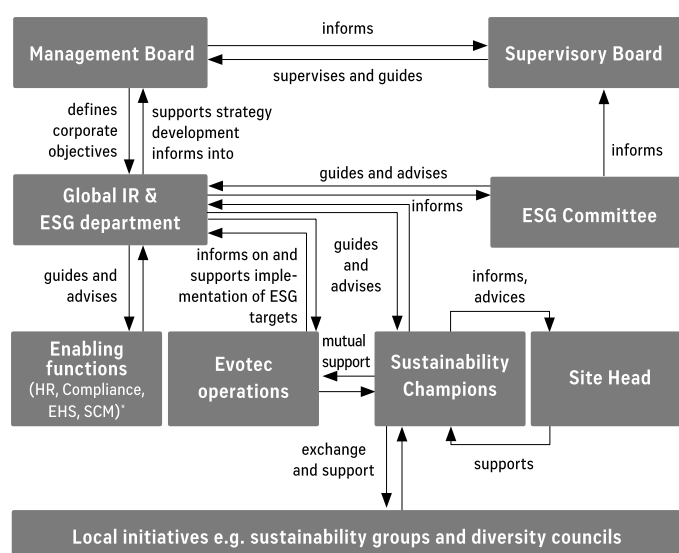 informs
Management Board
Supervisory Board
supervises and guides
defines
corporate
objectives
supports strategy
development
informs into
informs
guides and advises
Global IR &
ESG department
informs
ESG Committee
guides and
advises
informs on and
supports imple-
mentation of ESG
targets
guides
and
advises
informs,
advices
Enabling
functions
(HR, Compliance,
EHS, SCM)*
Evotec
operations
mutual
support
Sustainability
Champions
Site Head
exchange
and support
supports
Local initiatives e.g. sustainability groups and diversity councils